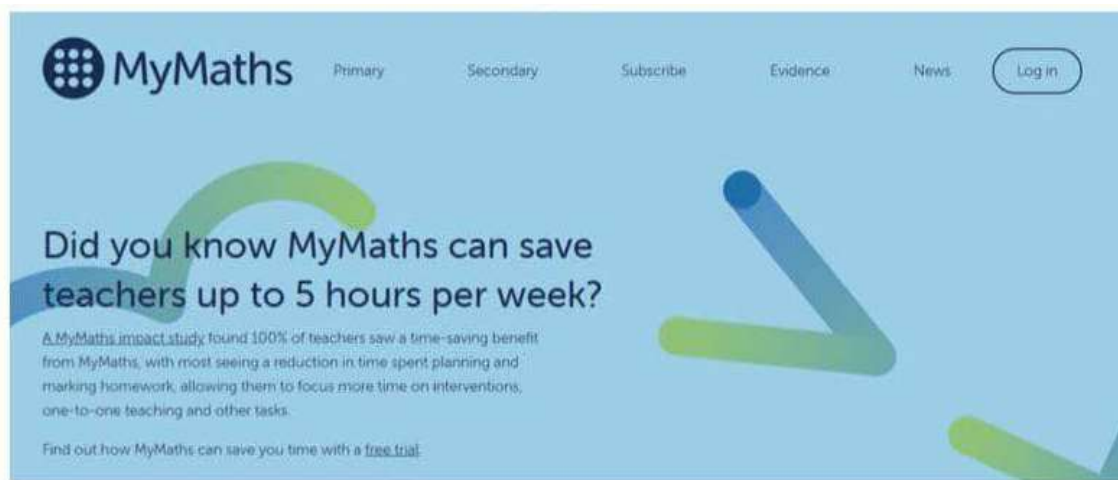 MyMaths
Primary Secondary Subscribe Evidence News Log in
Did you know MyMaths can save
teachers up to 5 hours per week?
A MyMaths impact study found 100% of teachers saw a time-saving benefit
from MyMaths, with most seeing a reduction in time spent planning and
marking homework, allowing them to focus more time on interventions,
one-to-one teaching and other tasks.
Find out how MyMaths can save you time with a free trial